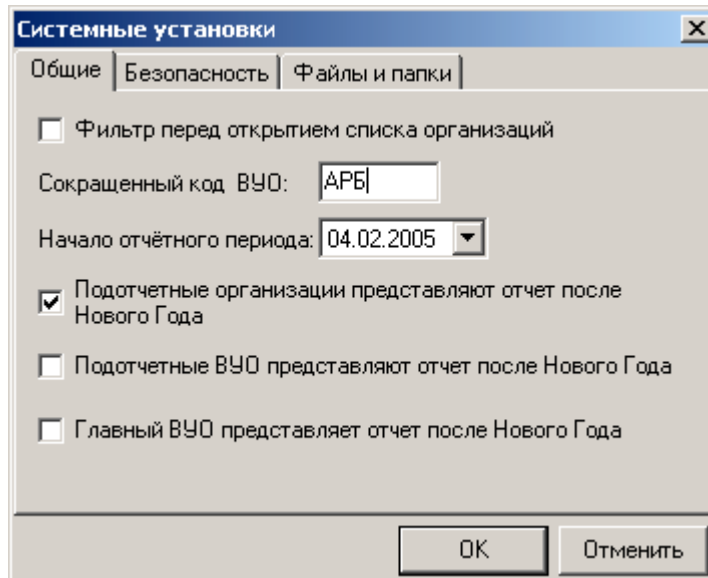 Системные установки
Общие Безопасность Файлы и папки
Фильтр перед открытием списка организаций
Сокращенный код ВУО: АРБ
Начало отчётного периода: 04.02.2005
Подотчетные организации представляют отчет после
Нового Года
Подотчетные ВУО представляют отчет после Нового Года
Главный ВУО представляет отчет после Нового Года
OK Отменить